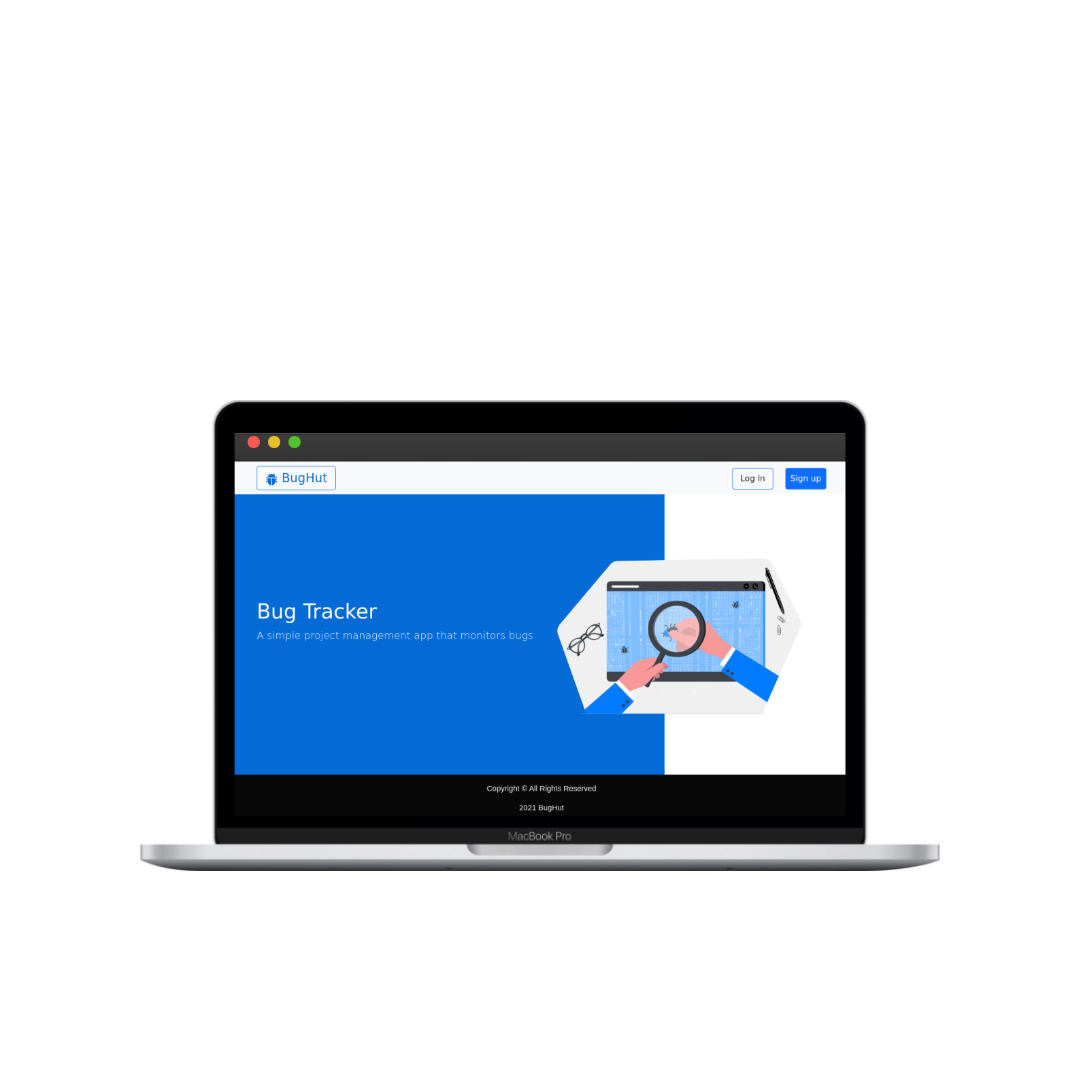 BugHut
Log In
Sign up
Bug Tracker
A simple project management app that monitors bugs
Copyright © All Rights Reserved
2021 BugHut
MacBook Pro